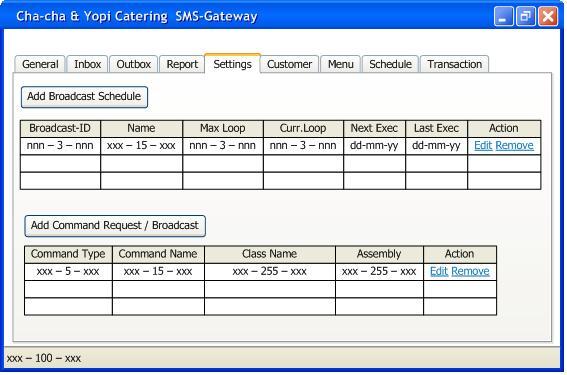 Cha-cha & Yopi Catering SMS-Gateway
General Inbox Outbox Report Settings Customer Menu Schedule Transaction
Add Broadcast Schedule
Broadcast-ID Name Max Loop Curr.Loop Next Exec Last Exec Action
nnn – 3 – nnn xxx – 15 – xxx nnn – 3 – nnn nnn – 3 – nnn dd-mm-yy dd-mm-yy Edit Remove
Add Command Request / Broadcast
Command Type Command Name Class Name Assembly Action
xxx – 5 – xxx xxx – 15 – xxx xxx – 255 – xxx xxx – 255 – xxx Edit Remove
xxx – 100 – xxx